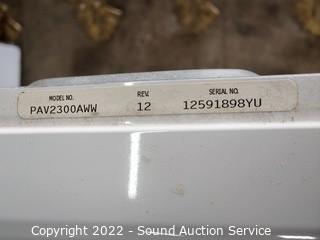 MODEL NO. REV. SERIAL NO.
PAV2300AWW 12 12591898YU
Copyright 2022 - Sound Auction Service